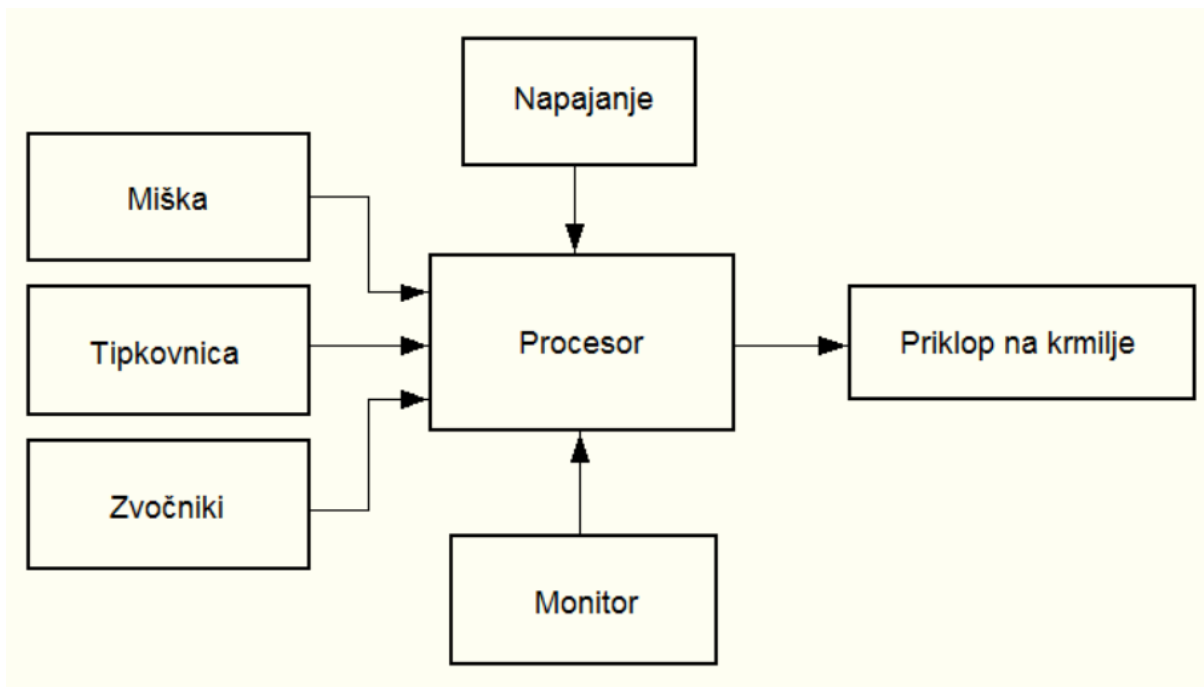 Napajanje
Miška
Tipkovnica
Procesor
Priklop na krmilje
Zvočniki
Monitor